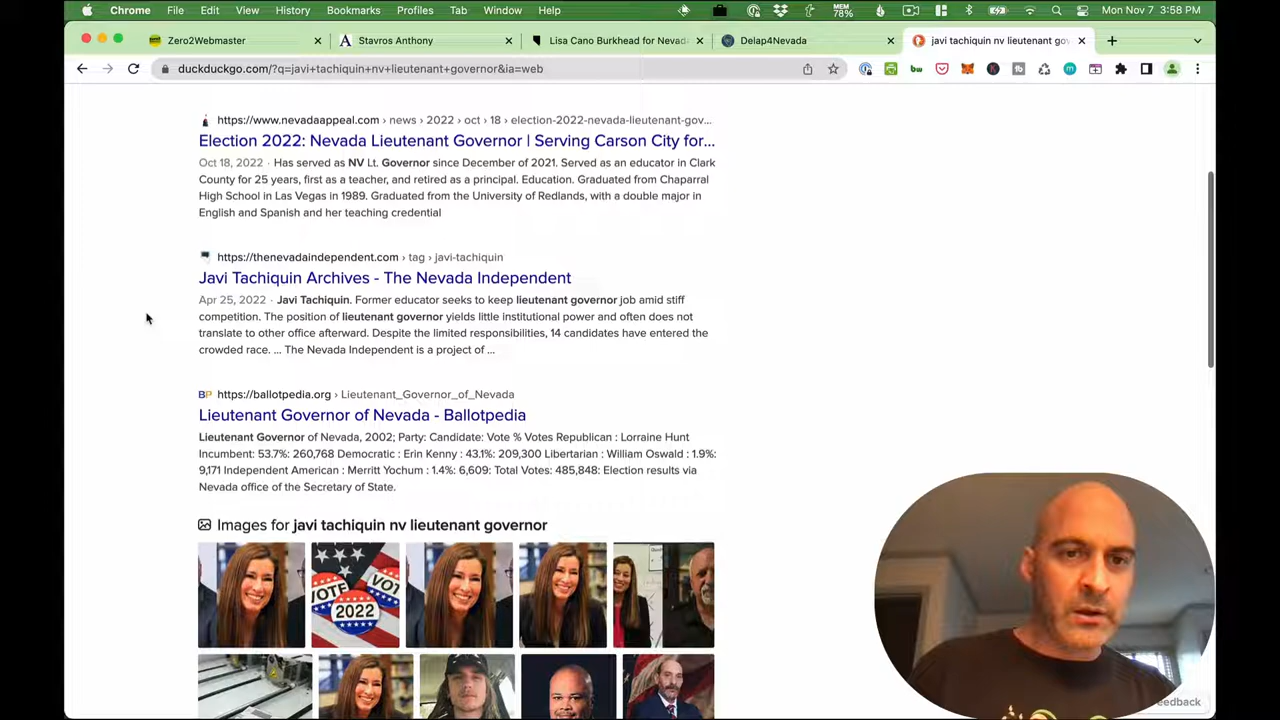 Chrome File Edit View History Bookmarks Profiles Tab Window Help MEM 78% Mon Nov 7 3:58 PM
Zero2Webmaster Stavros Anthony Lisa Cano Burkhead for Nevada Delap4Nevada javi tachiquin nv lieutenant go
duckduckgo.com/?q=javi+tachiquin+nv+lieutenant+governor&ia=web
https://www.nevadaappeal.com › news › 2022 › oct › 18 › election-2022-nevada-lieutenant-gov...
Election 2022: Nevada Lieutenant Governor | Serving Carson City for...
Oct 18, 2022 · Has served as NV Lt. Governor since December of 2021. Served as an educator in Clark
County for 25 years, first as a teacher, and retired as a principal. Education. Graduated from Chaparral
High School in Las Vegas in 1989. Graduated from the University of Redlands, with a double major in
English and Spanish and her teaching credential
https://thenevadaindependent.com › tag › javi-tachiquin
Javi Tachiquin Archives - The Nevada Independent
Apr 25, 2022 · Javi Tachiquin. Former educator seeks to keep lieutenant governor job amid stiff
competition. The position of lieutenant governor yields little institutional power and often does not
translate to other office afterward. Despite the limited responsibilities, 14 candidates have entered the
crowded race. ... The Nevada Independent is a project of ...
BP https://ballotpedia.org › Lieutenant_Governor_of_Nevada
Lieutenant Governor of Nevada - Ballotpedia
Lieutenant Governor of Nevada, 2002; Party: Candidate: Vote % Votes Republican : Lorraine Hunt
Incumbent: 53.7%: 260,768 Democratic : Erin Kenny : 43.1%: 209,300 Libertarian : William Oswald : 1.9%:
9,171 Independent American : Merritt Yochum : 1.4%: 6,609: Total Votes: 485,848: Election results via
Nevada office of the Secretary of State.
Images for javi tachiquin nv lieutenant governor
VOTE
VOT
2022
eedback